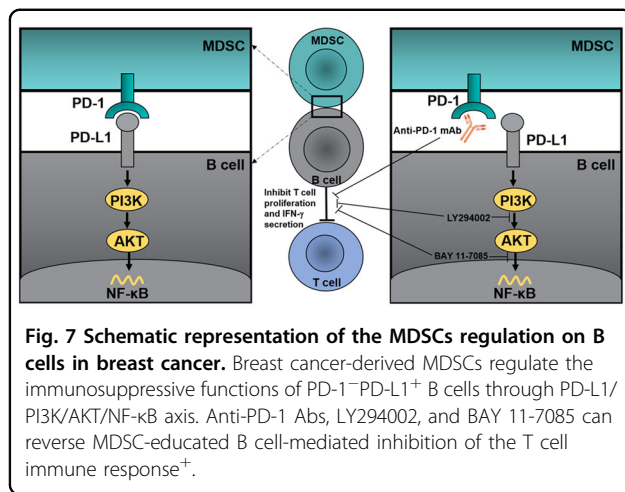 MDSC
PD-1
PD-L1
B cell
PI3K
AKT
NF-κB
MDSC
B cell
Inhibit T cell
proliferation
and IFN-γ
secretion
T cell
MDSC
PD-1
Anti-PD-1 mAb
PD-L1
B cell
PI3K
LY294002
AKT
BAY 11-7085
NF-κB
Fig. 7 Schematic representation of the MDSCs regulation on B
cells in breast cancer. Breast cancer-derived MDSCs regulate the
immunosuppressive functions of PD-1⁻PD-L1⁺ B cells through PD-L1/
PI3K/AKT/NF-κB axis. Anti-PD-1 Abs, LY294002, and BAY 11-7085 can
reverse MDSC-educated B cell-mediated inhibition of the T cell
immune response⁺.